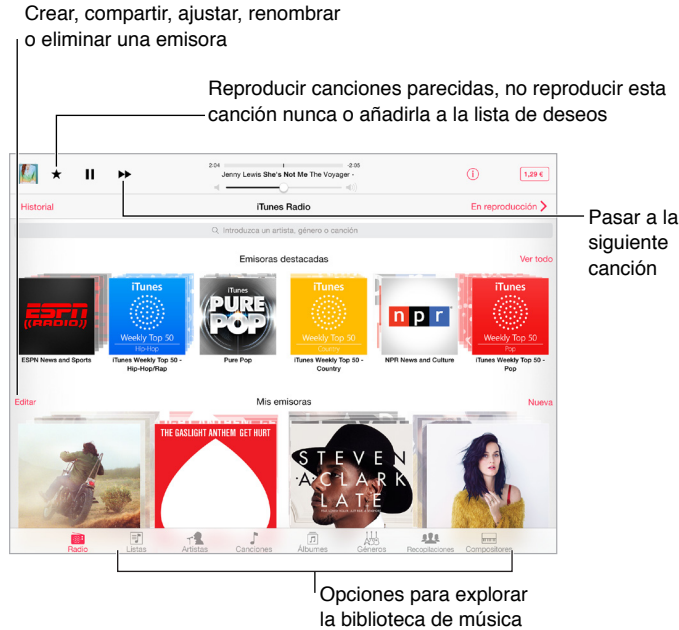 Crear, compartir, ajustar, renombrar
o eliminar una emisora
Reproducir canciones parecidas, no reproducir esta
canción nunca o añadirla a la lista de deseos
2:04
-2:05
Jenny Lewis She's Not Me The Voyager -
1,29 €
Historial
iTunes Radio
En reproducción
Pasar a la
siguiente
canción
Introduzca un artista, género o canción
Emisoras destacadas
Ver todo
ESPN
((RADIO))
iTunes
Weekly Top 50
Hip-Hop
iTunes
PURE
POP
iTunes
Weekly Top 50
Country
n p r
iTunes
Weekly Top 50
Pop
ESPN News and Sports
iTunes Weekly Top 50 -
Hip-Hop/Rap
Pure Pop
iTunes Weekly Top 50 -
Country
NPR News and Culture
iTunes Weekly Top 50 -
Pop
Editar
Mis emisoras
Nueva
THE GASLIGHT ANTHEM GET HURT
STEVEN
A CLARK
LATE
Radio
Listas
Artistas
Canciones
Álbumes
Géneros
Recopilaciones
Compositores
Opciones para explorar
la biblioteca de música